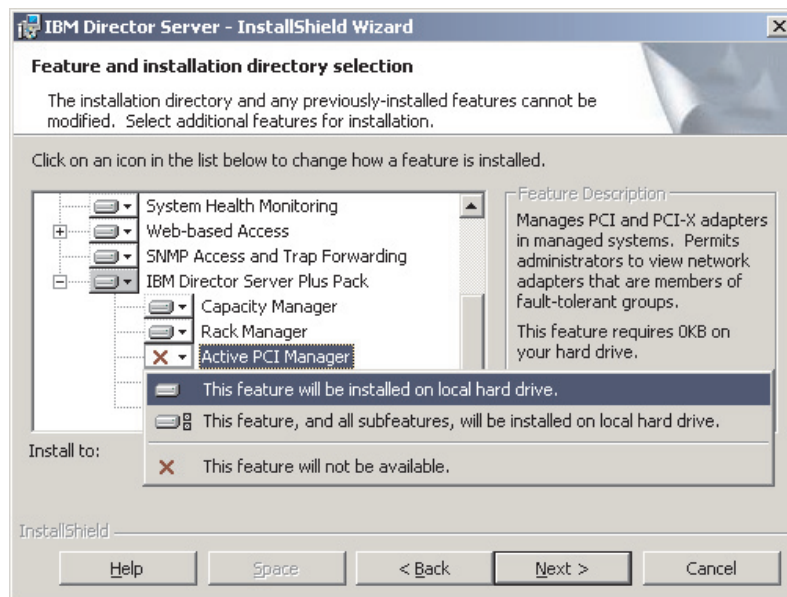 IBM Director Server - InstallShield Wizard
Feature and installation directory selection
The installation directory and any previously-installed features cannot be
modified. Select additional features for installation.
Click on an icon in the list below to change how a feature is installed.
System Health Monitoring
Web-based Access
SNMP Access and Trap Forwarding
IBM Director Server Plus Pack
Capacity Manager
Rack Manager
Active PCI Manager
Feature Description
Manages PCI and PCI-X adapters
in managed systems. Permits
administrators to view network
adapters that are members of
fault-tolerant groups.
This feature requires 0KB on
your hard drive.
This feature will be installed on local hard drive.
This feature, and all subfeatures, will be installed on local hard drive.
This feature will not be available.
Install to:
InstallShield
Help
Space
< Back
Next >
Cancel